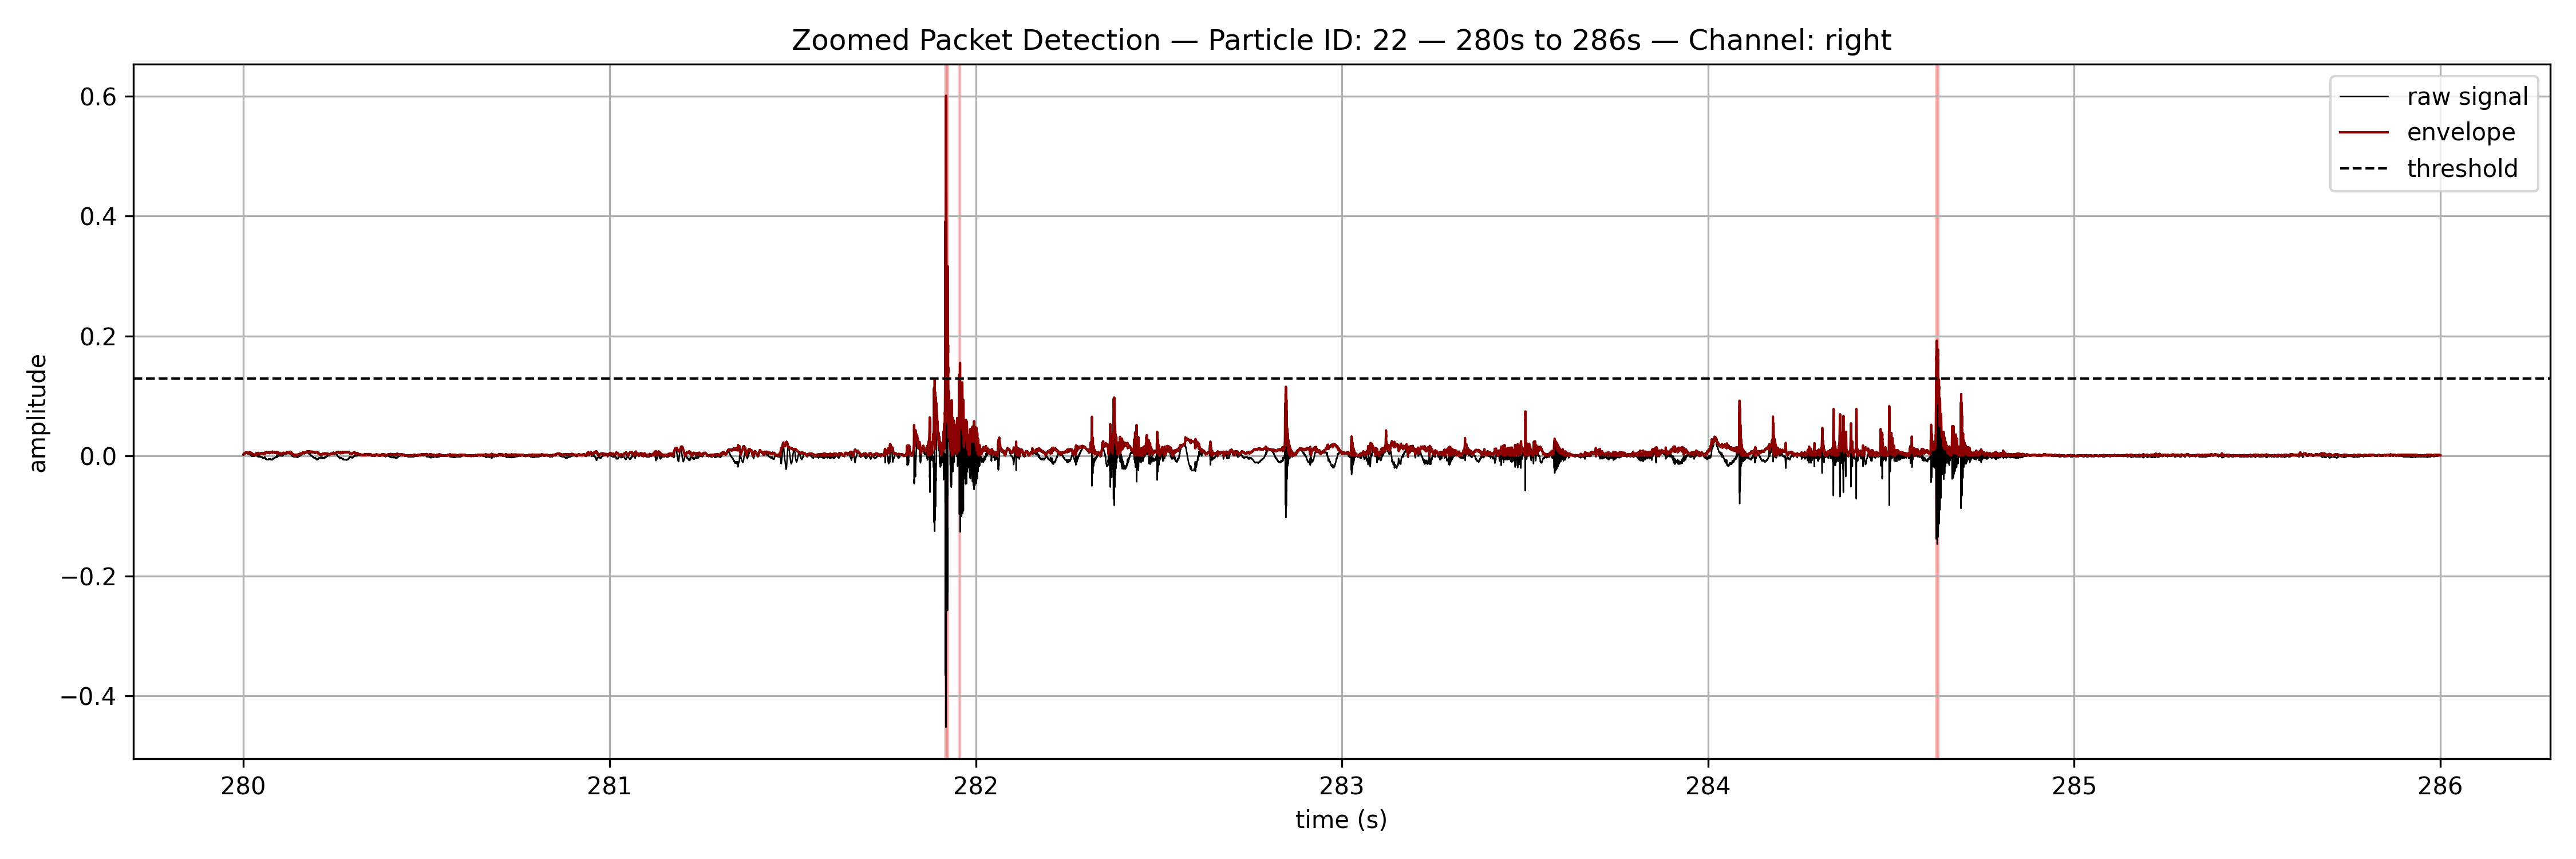 Zoomed Packet Detection — Particle ID: 22 — 280s to 286s — Channel: right
raw signal
envelope
threshold
amplitude
0.6
0.4
0.2
0.0
−0.2
−0.4
280 281 282 283 284 285 286
time (s)